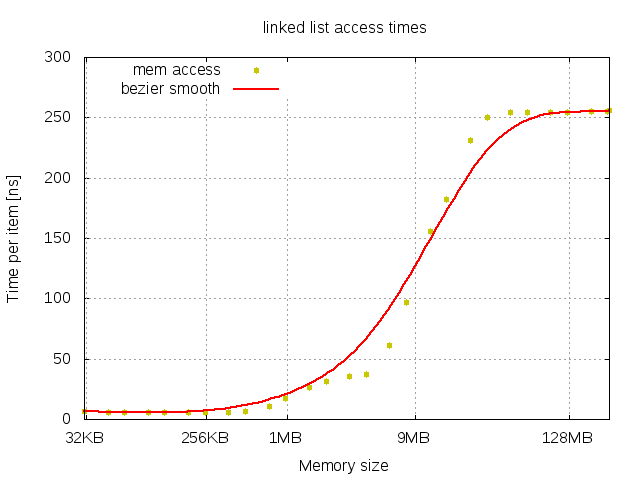 linked list access times
mem access
bezier smooth
300
250
200
150
100
50
0
Time per item [ns]
32KB 256KB 1MB 9MB 128MB
Memory size